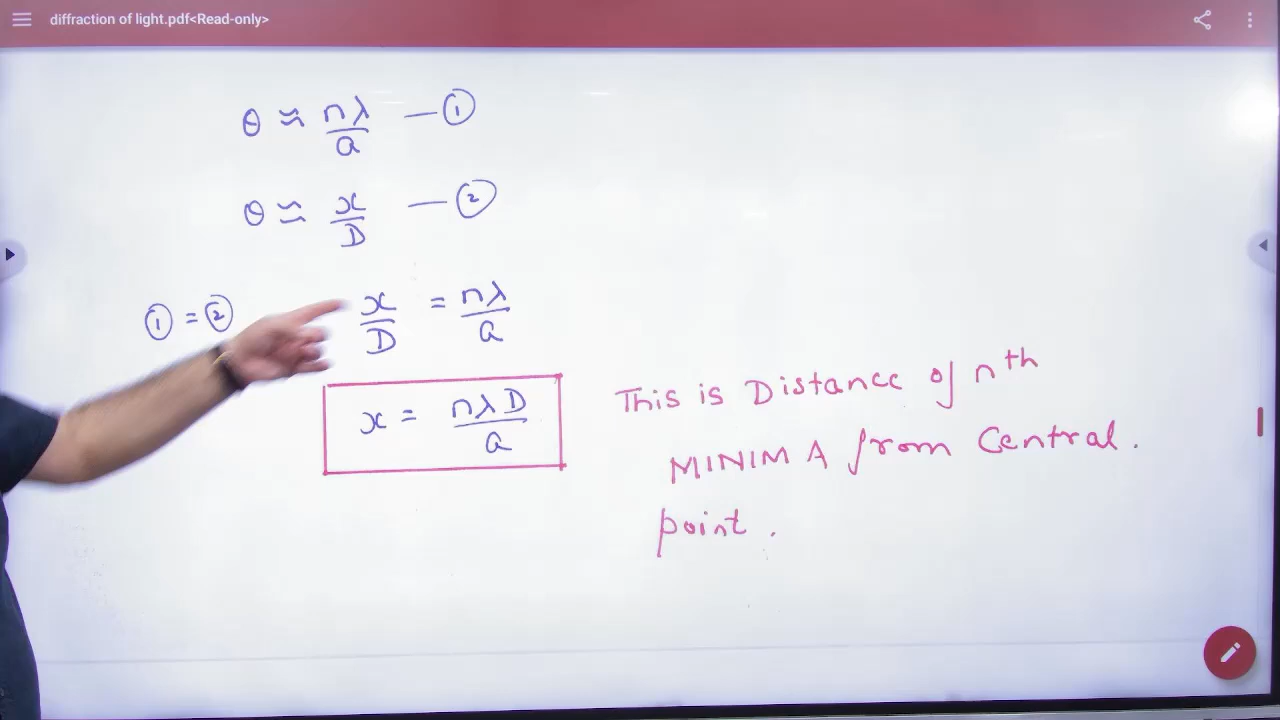 diffraction of light.pdf<Read-only>
θ ≈ nλ/a — ①
θ ≈ x/D — ②
① = ② x/D = nλ/a
x = nλD/a
This is Distance of nth
MINIMA from Central.
point.